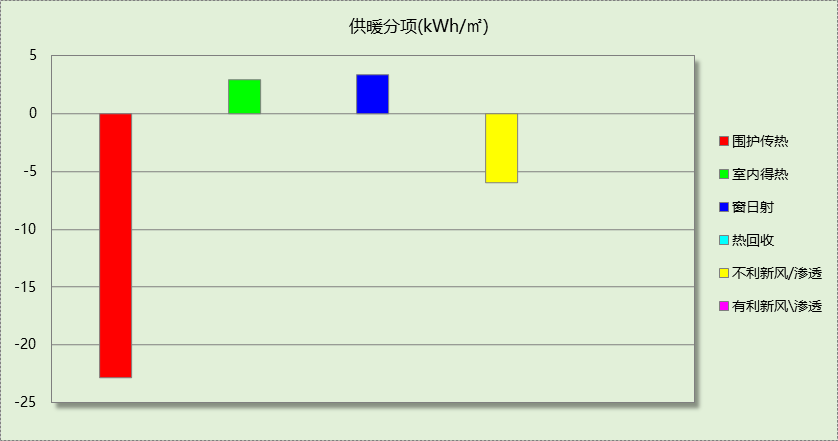 供暖分项(kWh/㎡)
5
0
-5
-10
-15
-20
-25
围护传热
室内得热
窗日射
热回收
不利新风/渗透
有利新风\渗透